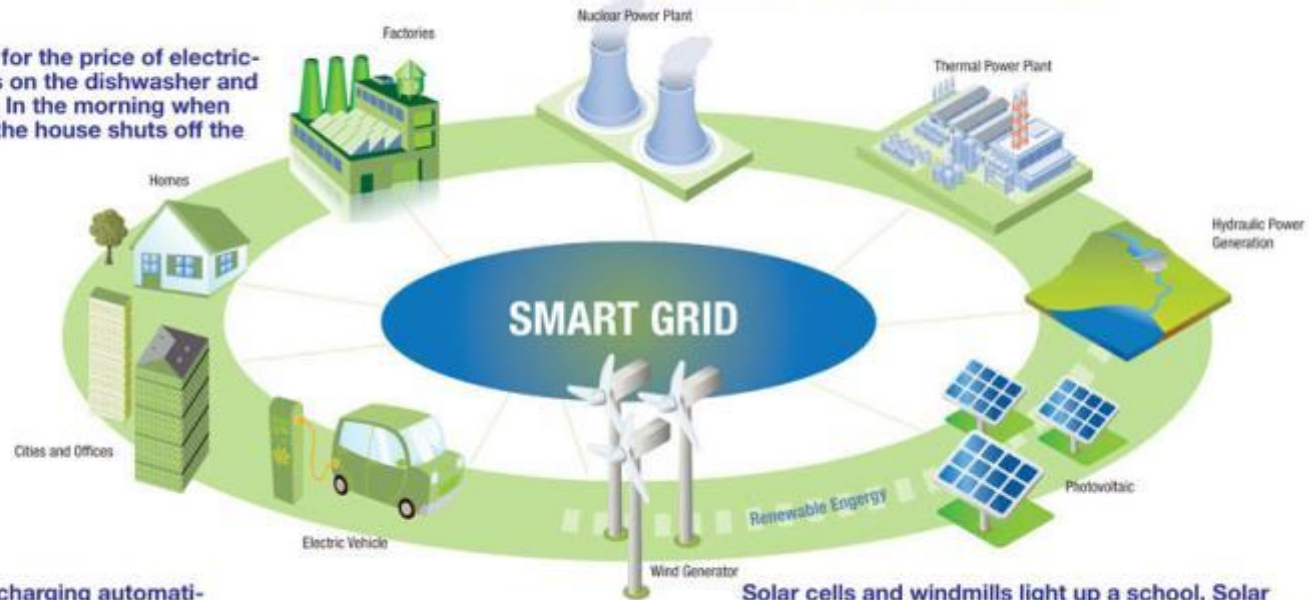 Nuclear Power Plant
Factories
for the price of electric-
s on the dishwasher and
In the morning when
the house shuts off the
Thermal Power Plant
Homes
Hydraulic Power
Generation
SMART GRID
Cities and Offices
Photovoltaic
Renewable Engergy
Electric Vehicle
Wind Generator
charging automati-
Solar cells and windmills light up a school. Solar